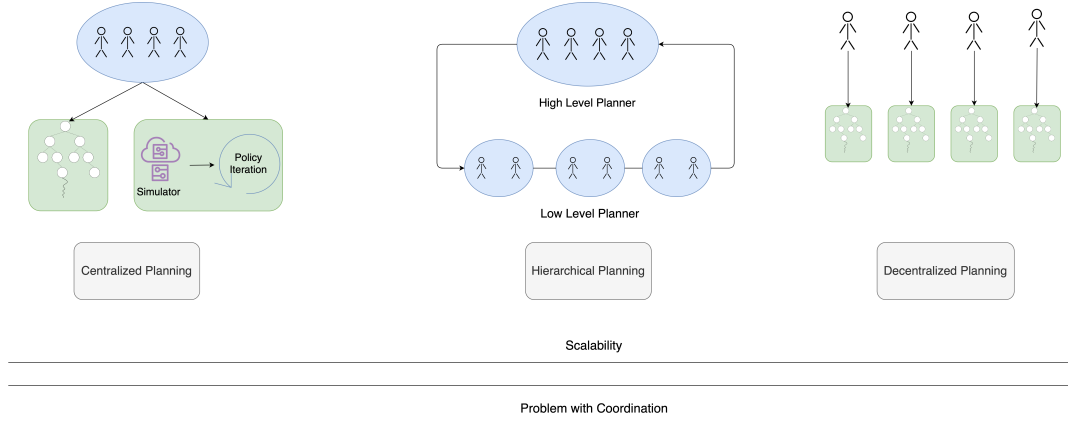 High Level Planner
Policy
Iteration
Simulator
Low Level Planner
Centralized Planning
Hierarchical Planning
Decentralized Planning
Scalability
Problem with Coordination